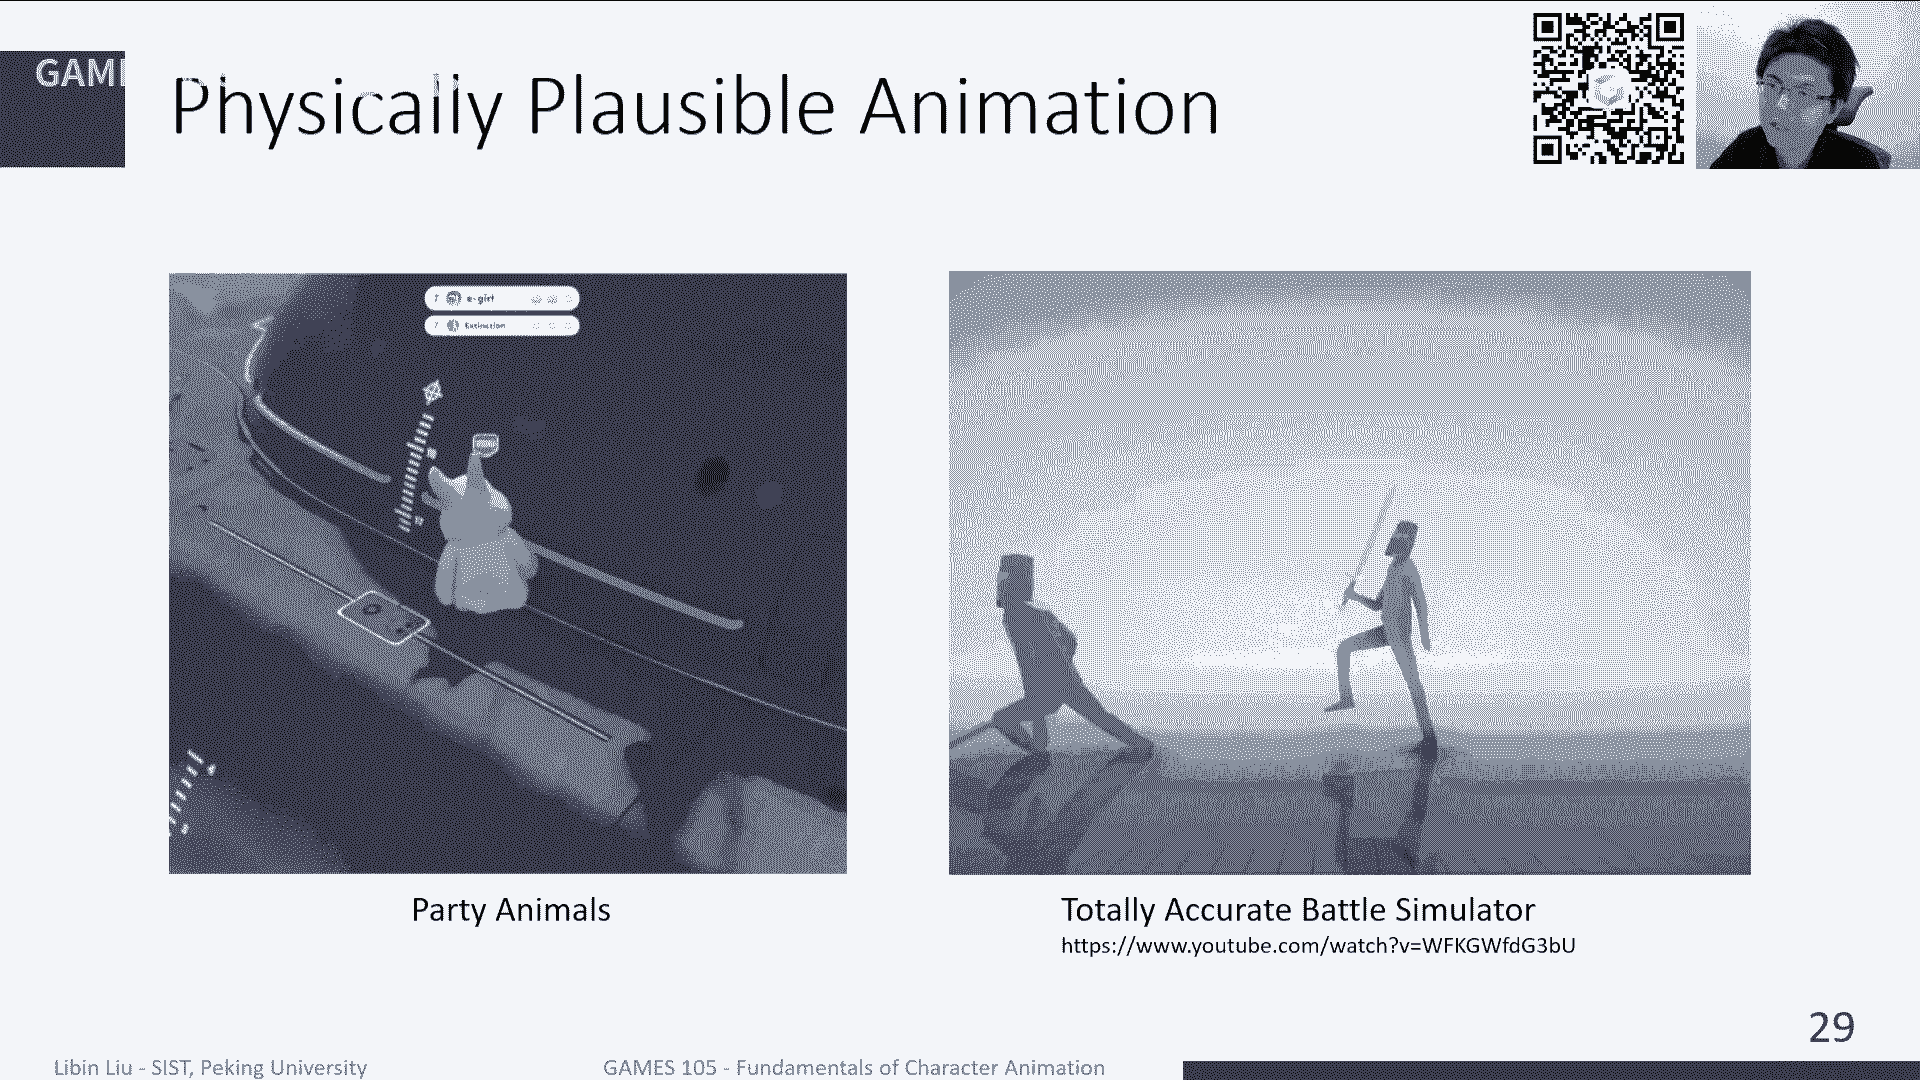 GAME
Physically Plausible Animation
e-girl
Extinction
Party Animals
Totally Accurate Battle Simulator
https://www.youtube.com/watch?v=WFKGWfdG3bU
29
Libin Liu - SIST, Peking University
GAMES 105 - Fundamentals of Character Animation